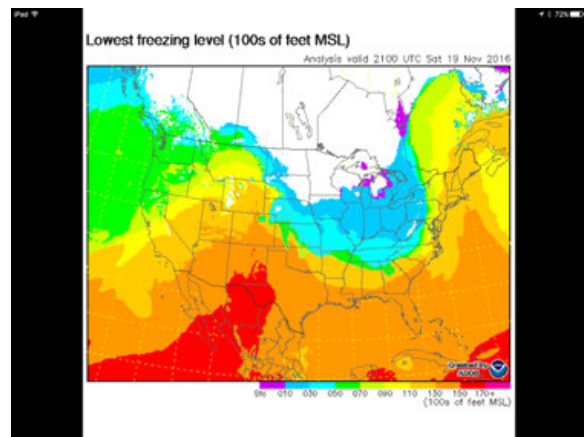 iPad
72%
Lowest freezing level (100s of feet MSL)
Analysis valid 2100 UTC Sat 19 Nov 2016
Created by
ADDS
Sfc 010 030 050 070 090 110 130 150 170+
(100s of feet MSL)